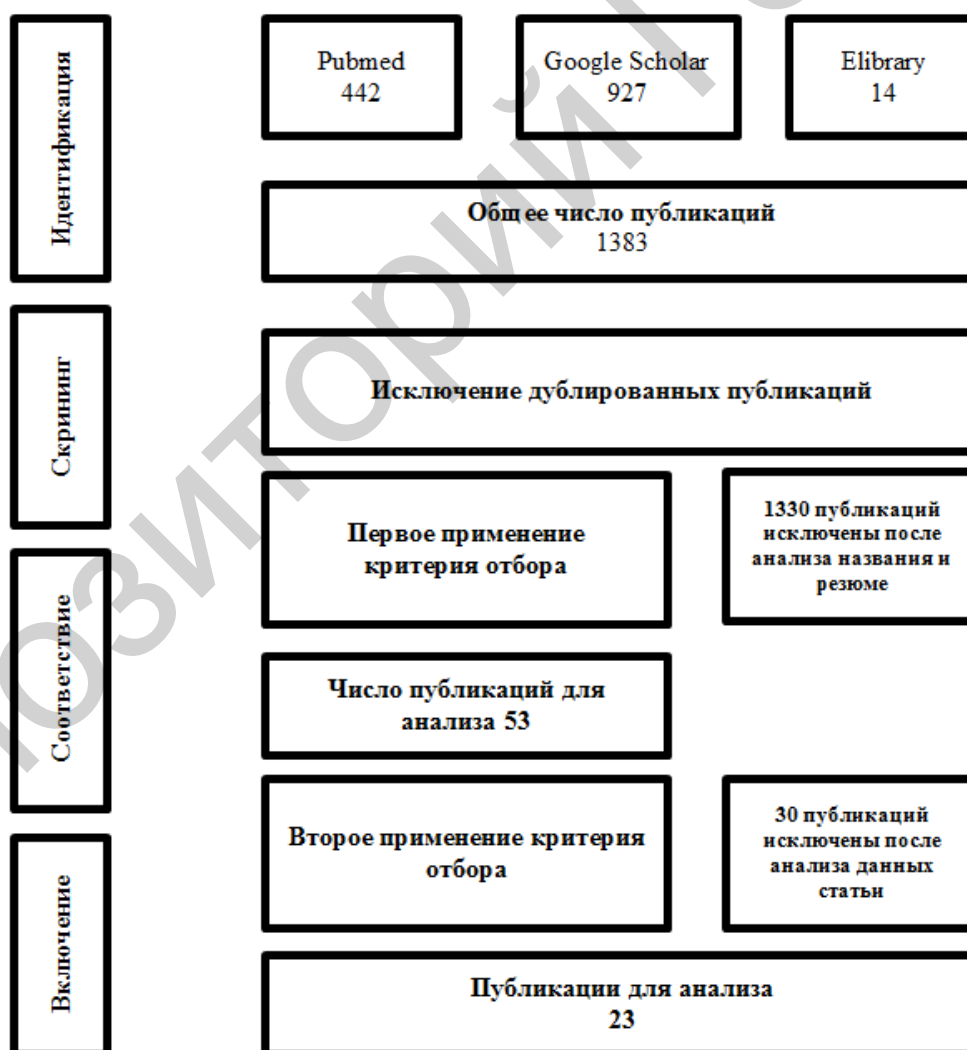 Идентификация
Pubmed
442
Google Scholar
927
Elibrary
14
Общее число публикаций
1383
Скрининг
Исключение дублированных публикаций
Первое применение
критерия отбора
1330 публикаций
исключены после
анализа названия и
резюме
Соответствие
Число публикаций для
анализа 53
Второе применение критерия
отбора
30 публикаций
исключены после
анализа данных
статьи
Включение
Публикации для анализа
23
позиторий